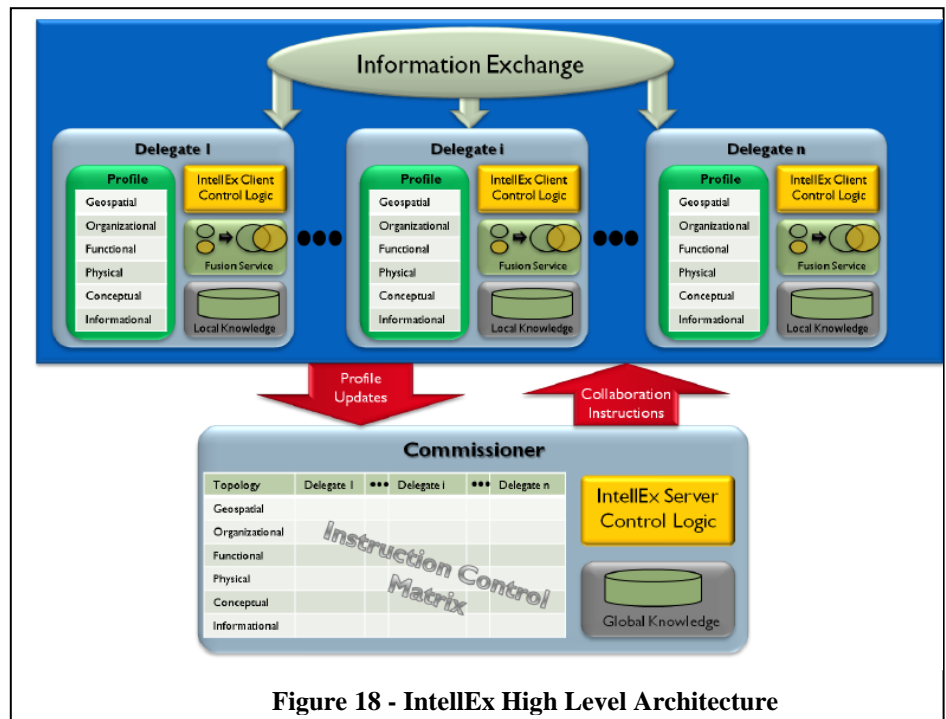 Information Exchange
Delegate 1
Profile
Geospatial
Organizational
Functional
Physical
Conceptual
Informational
IntellEx Client
Control Logic
Fusion Service
Local Knowledge
Delegate i
Profile
Geospatial
Organizational
Functional
Physical
Conceptual
Informational
IntellEx Client
Control Logic
Fusion Service
Local Knowledge
Delegate n
Profile
Geospatial
Organizational
Functional
Physical
Conceptual
Informational
IntellEx Client
Control Logic
Fusion Service
Local Knowledge
Profile
Updates
Collaboration
Instructions
Commissioner
Topology Delegate 1 ••• Delegate i ••• Delegate n
Geospatial
Organizational
Functional
Physical
Conceptual
Informational
Instruction Control
Matrix
IntellEx Server
Control Logic
Global Knowledge
Figure 18 - IntellEx High Level Architecture